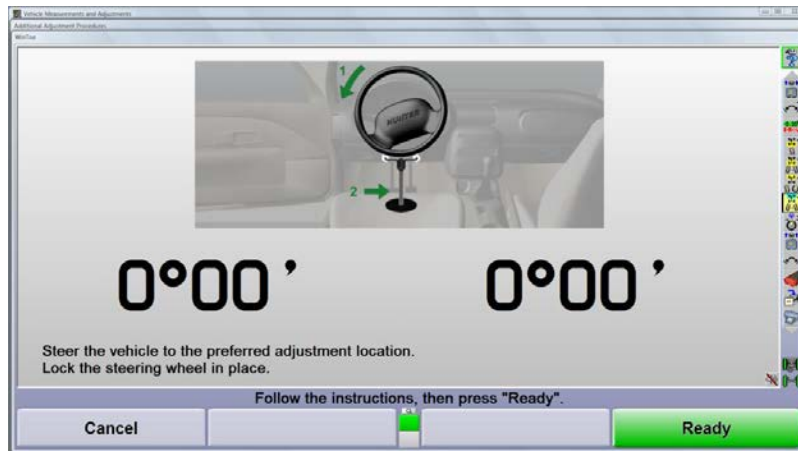 Vehicle Measurements and Adjustments
Additional Adjustment Procedures
WinToe
1
HUNTER
2
0°00 ' 0°00 '
Steer the vehicle to the preferred adjustment location.
Lock the steering wheel in place.
Follow the instructions, then press "Ready".
Cancel Ready